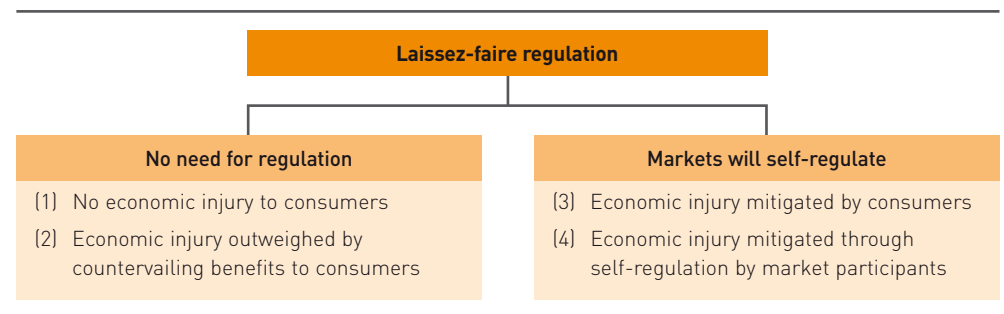 Laissez-faire regulation
No need for regulation
(1) No economic injury to consumers
(2) Economic injury outweighed by
countervailing benefits to consumers
Markets will self-regulate
(3) Economic injury mitigated by consumers
(4) Economic injury mitigated through
self-regulation by market participants